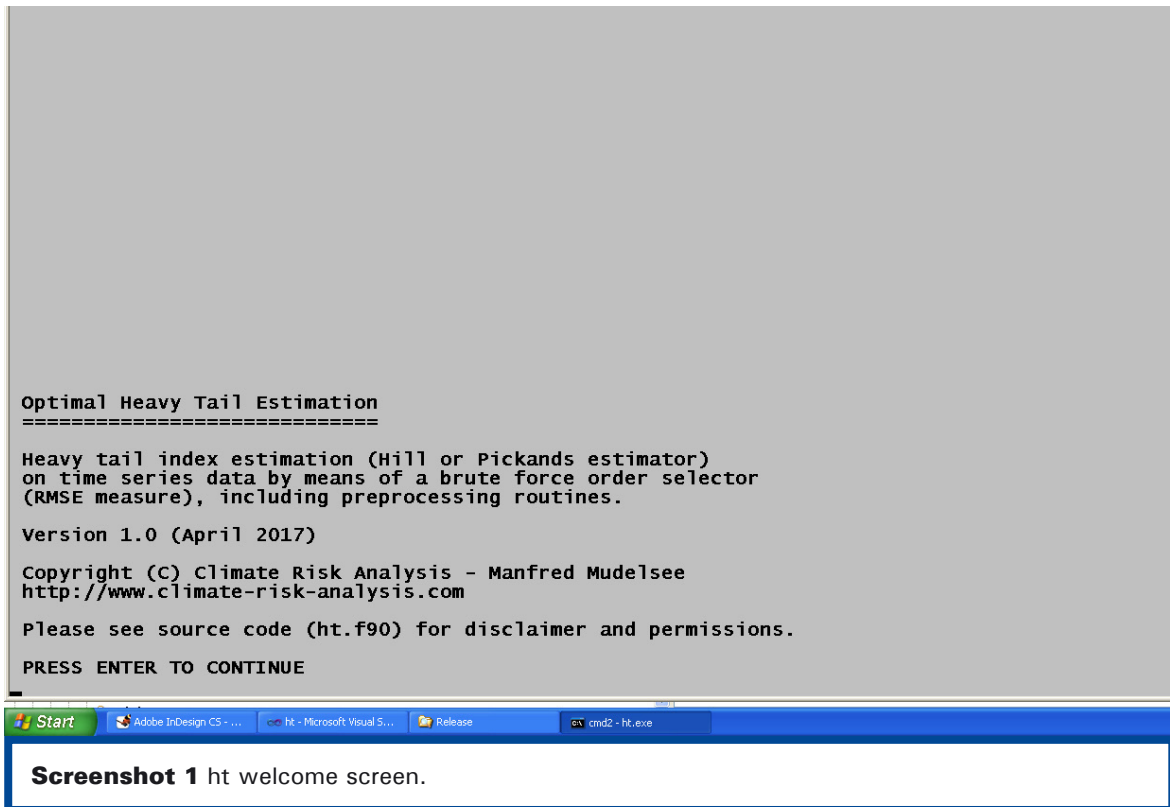 Optimal Heavy Tail Estimation
=============================
Heavy tail index estimation (Hill or Pickands estimator)
on time series data by means of a brute force order selector
(RMSE measure), including preprocessing routines.
Version 1.0 (April 2017)
Copyright (C) Climate Risk Analysis - Manfred Mudelsee
http://www.climate-risk-analysis.com
Please see source code (ht.f90) for disclaimer and permissions.
PRESS ENTER TO CONTINUE
Start Adobe InDesign CS - ... ht - Microsoft Visual S... Release cmd2 - ht.exe
Screenshot 1 ht welcome screen.